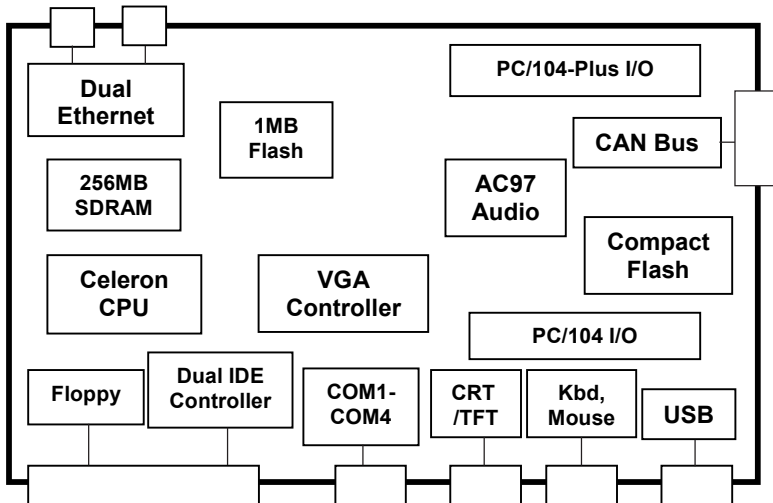 Dual
Ethernet
PC/104-Plus I/O
1MB
Flash
CAN Bus
256MB
SDRAM
AC97
Audio
Compact
Flash
Celeron
CPU
VGA
Controller
PC/104 I/O
Floppy
Dual IDE
Controller
COM1-
COM4
CRT
/TFT
Kbd,
Mouse
USB